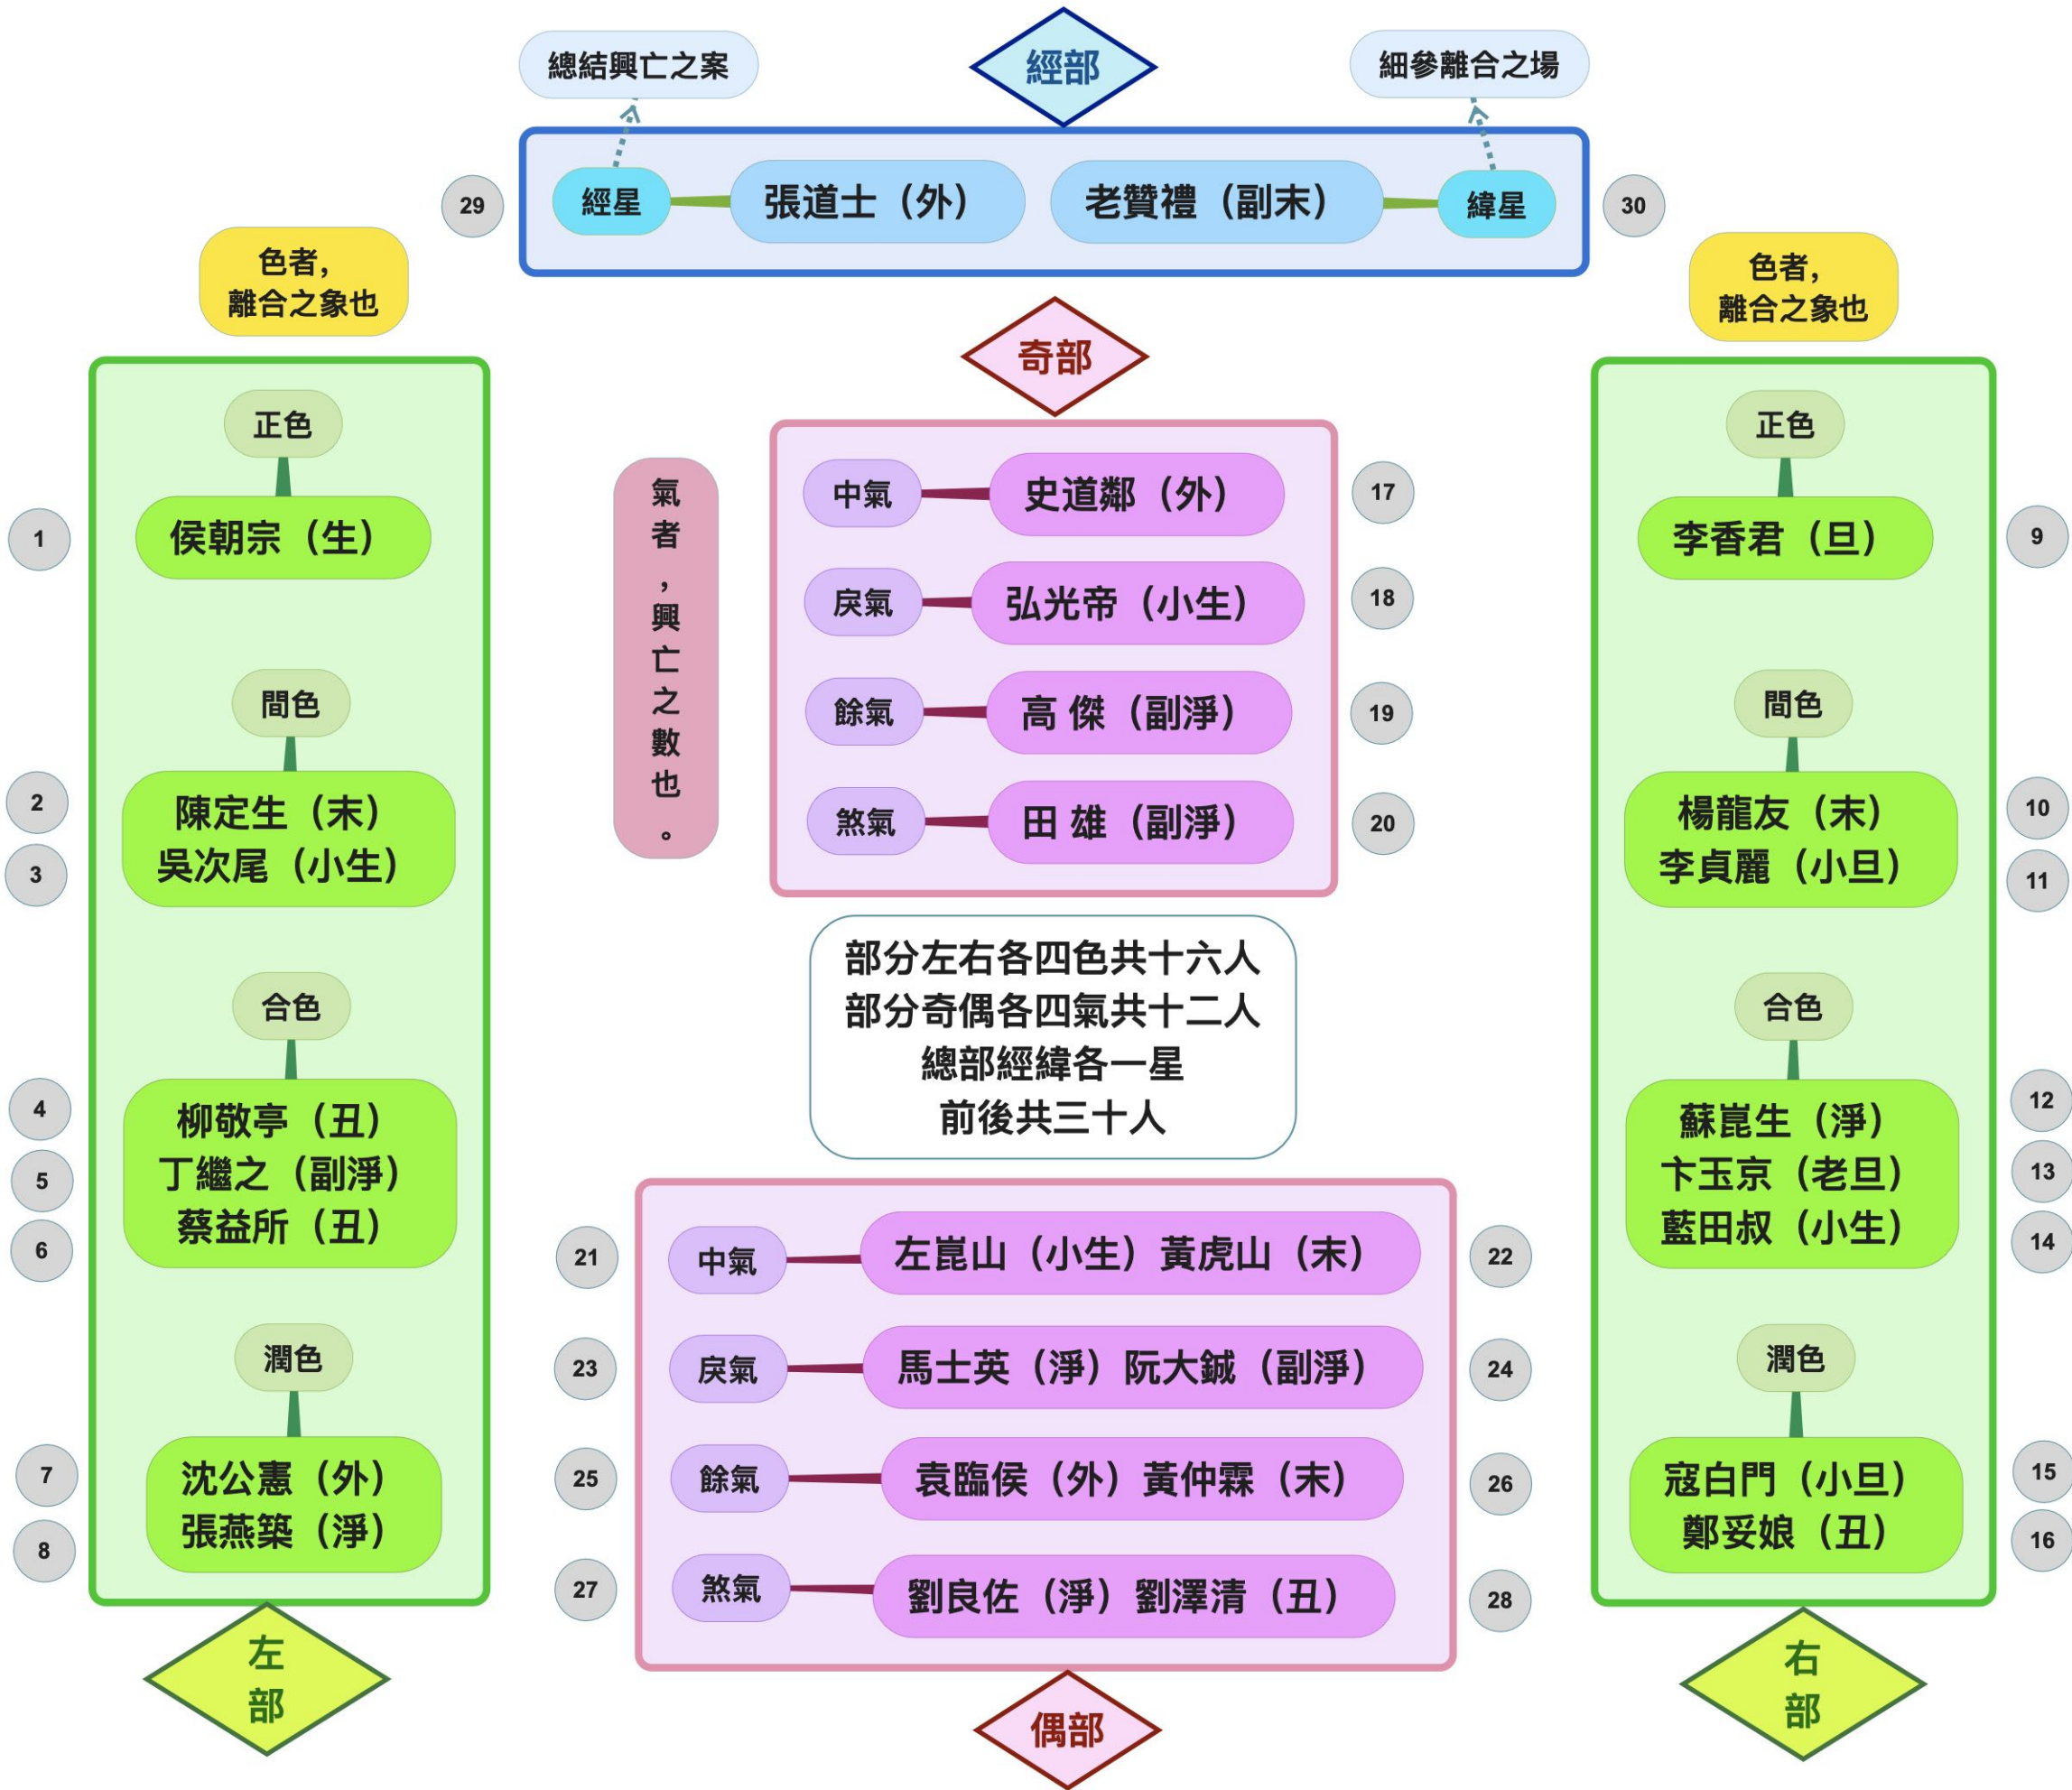 經部
總結興亡之案
細參離合之場
29
經星
張道士（外）
老贊禮（副末）
緯星
30
色者，
離合之象也
正色
1
侯朝宗（生）
間色
2
陳定生（末）
3
吳次尾（小生）
合色
4
柳敬亭（丑）
5
丁繼之（副淨）
6
蔡益所（丑）
潤色
7
沈公憲（外）
8
張燕築（淨）
左
部
奇部
氣者，興亡之數也。
中氣
史道鄰（外）
17
戾氣
弘光帝（小生）
18
餘氣
高 傑（副淨）
19
煞氣
田 雄（副淨）
20
部分左右各四色共十六人
部分奇偶各四氣共十二人
總部經緯各一星
前後共三十人
21
中氣
左崑山（小生）黃虎山（末）
22
23
戾氣
馬士英（淨）阮大鋮（副淨）
24
25
餘氣
袁臨侯（外）黃仲霖（末）
26
27
煞氣
劉良佐（淨）劉澤清（丑）
28
偶部
色者，
離合之象也
正色
李香君（旦）
9
間色
楊龍友（末）
10
李貞麗（小旦）
11
合色
蘇崑生（淨）
12
卞玉京（老旦）
13
藍田叔（小生）
14
潤色
寇白門（小旦）
15
鄭妥娘（丑）
16
右
部